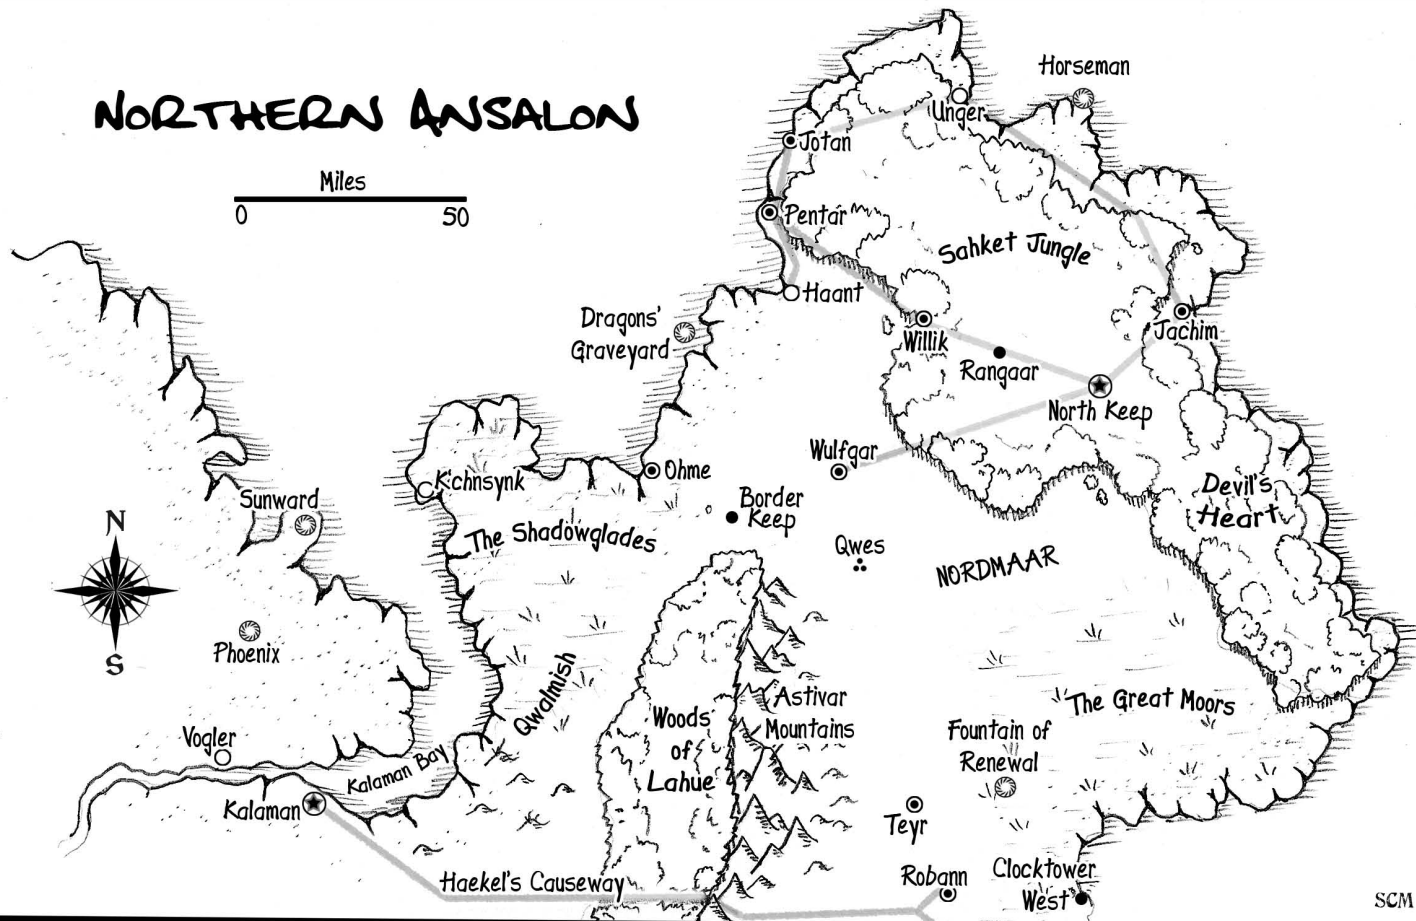 NORTHERN ANSALON
Miles
0 50
Horseman
Unger
Jotan
Pentar
Sahket Jungle
Haant
Dragons'
Graveyard
Willik
Jachim
Rangaar
North Keep
Wulfgar
K'chnsynk
Ohme
Sunward
Border
Keep
Devil's
Heart
N
The Shadowglades
Qwes
NORDMAAR
Phoenix
S
Qwalmish
Astivar
Mountains
The Great Moors
Woods
of
Lahue
Fountain of
Renewal
Vogler
Kalaman Bay
Kalaman
Teyr
Haekel's Causeway
Robann
Clocktower
West
SCM